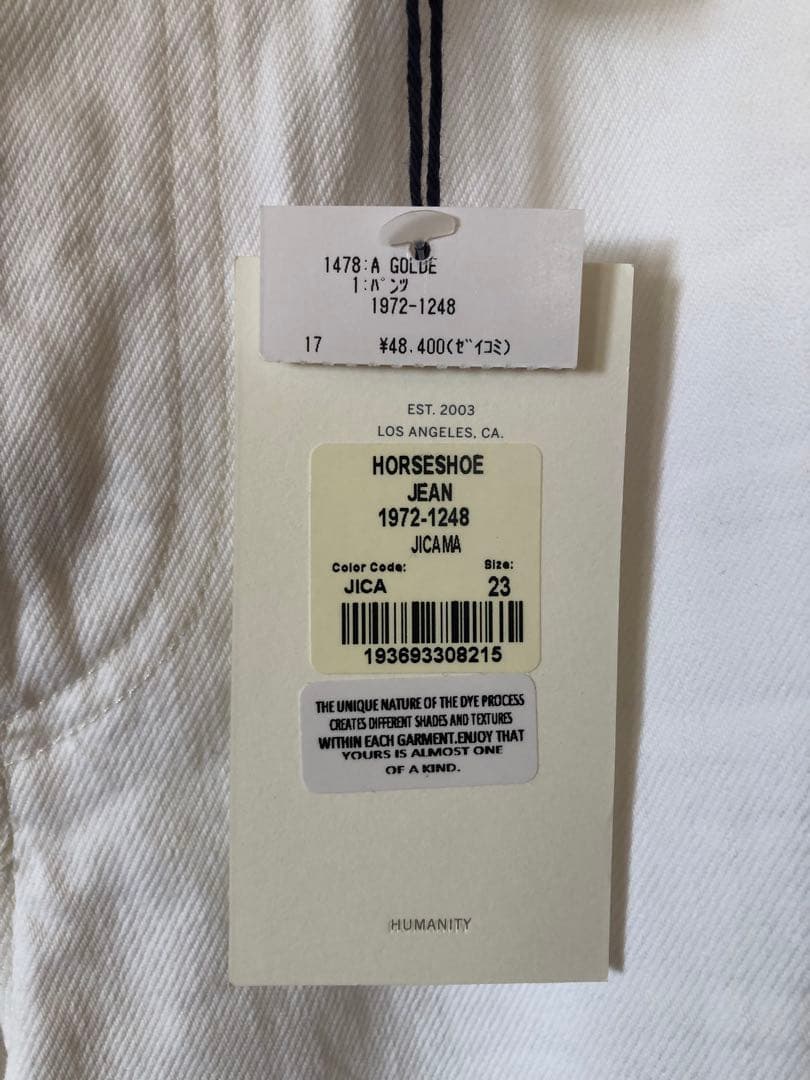 1478:A GOLDE
1:ﾊﾟﾝﾂ
1972-1248
17 ¥48.400(ｾﾞｲｺﾐ)
EST. 2003
LOS ANGELES, CA.
HORSESHOE
JEAN
1972-1248
JICAMA
Color Code: Size:
JICA 23
193693308215
THE UNIQUE NATURE OF THE DYE PROCESS
CREATES DIFFERENT SHADES AND TEXTURES
WITHIN EACH GARMENT.ENJOY THAT
YOURS IS ALMOST ONE
OF A KIND.
HUMANITY